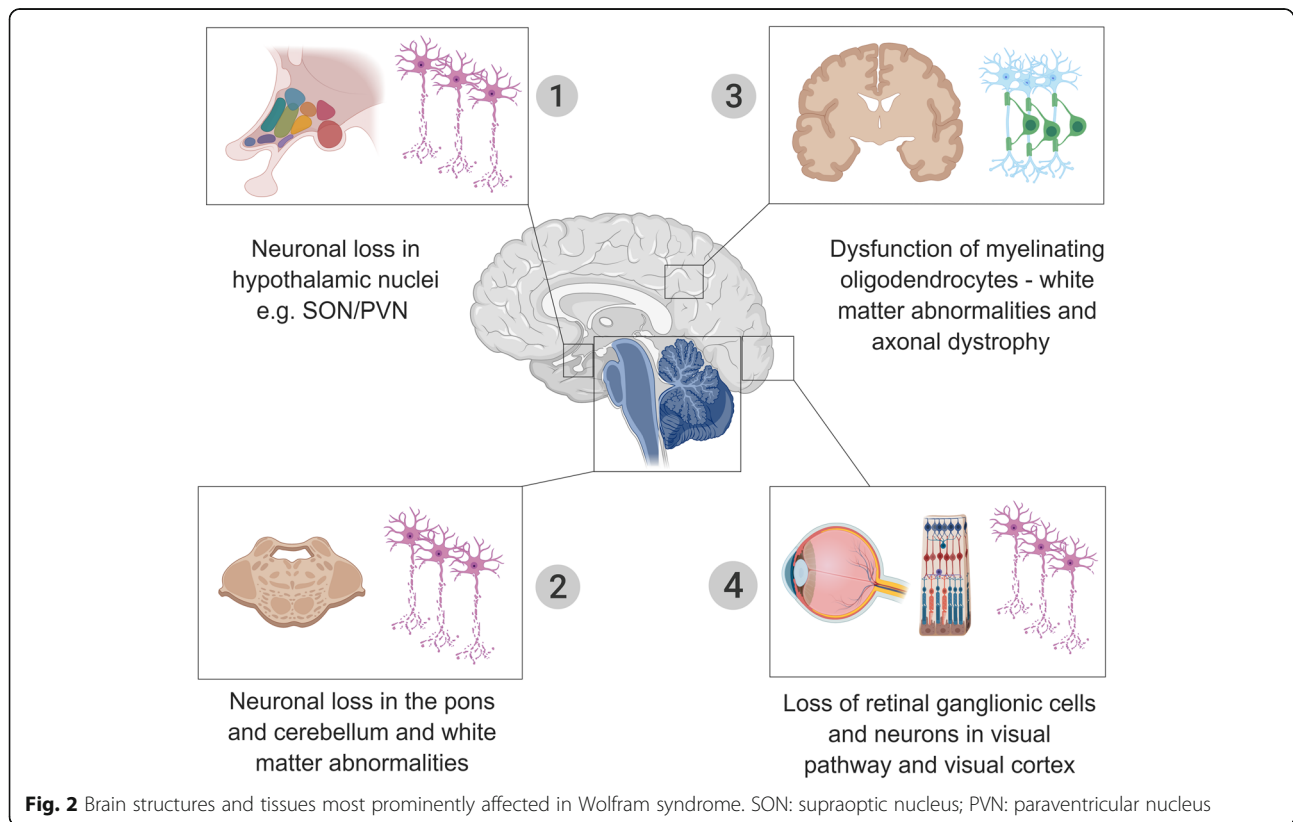 1
3
Neuronal loss in
hypothalamic nuclei
e.g. SON/PVN
Dysfunction of myelinating
oligodendrocytes - white
matter abnormalities and
axonal dystrophy
2
4
Neuronal loss in the pons
and cerebellum and white
matter abnormalities
Loss of retinal ganglionic cells
and neurons in visual
pathway and visual cortex
Fig. 2 Brain structures and tissues most prominently affected in Wolfram syndrome. SON: supraoptic nucleus; PVN: paraventricular nucleus